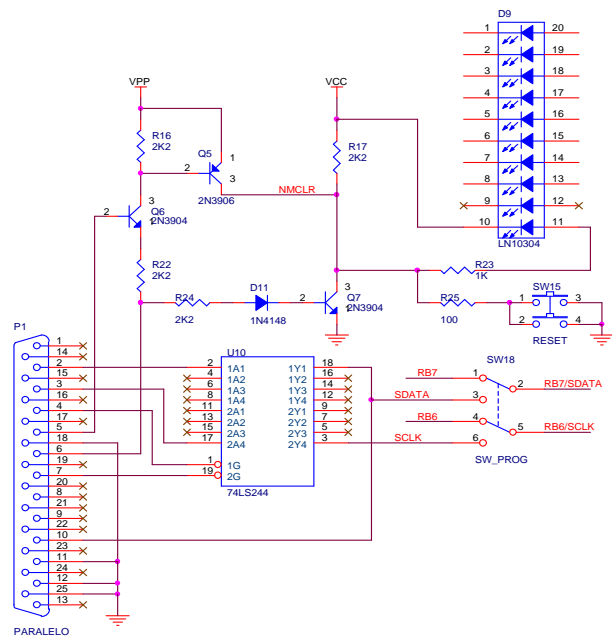 D9
1 20
2 19
3 18
4 17
5 16
6 15
7 14
8 13
9 12
10 11
LN10304
VPP
VCC
R16
2K2
Q5
2
1
3
2N3906
R17
2K2
NMCLR
2
Q6
3
2N3904
R22
2K2
R24
2K2
D11
1N4148
2
Q7
3
2N3904
R23
1K
R25
100
SW15
1 3
2 4
RESET
P1
1
14
2
15
3
16
4
17
5
18
6
19
7
20
8
21
9
22
10
23
11
24
12
25
13
PARALELO
U10
2 1A1 1Y1 18
4 1A2 1Y2 16
6 1A3 1Y3 14
8 1A4 1Y4 12
11 2A1 2Y1 9
13 2A2 2Y2 7
15 2A3 2Y3 5
17 2A4 2Y4 3
1 1G
19 2G
74LS244
SW18
RB7 1
2 RB7/SDATA
SDATA 3
RB6 4
5 RB6/SCLK
SCLK 6
SW_PROG